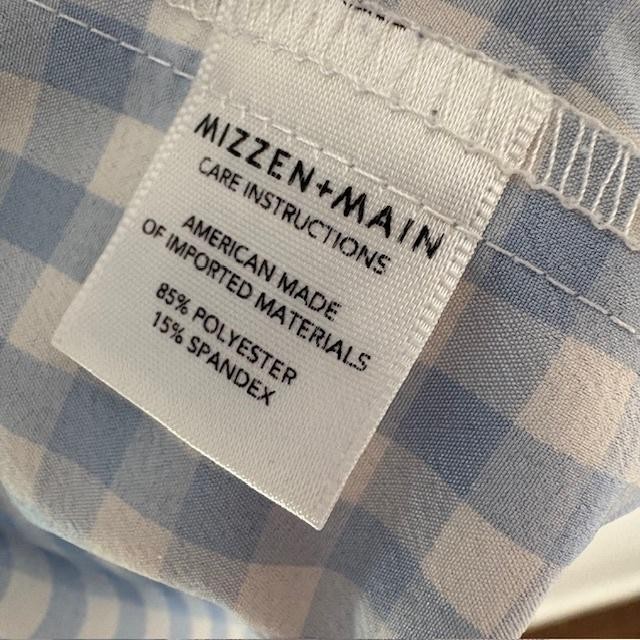 MIZZEN+MAIN
CARE INSTRUCTIONS
AMERICAN MADE
OF IMPORTED MATERIALS
85% POLYESTER
15% SPANDEX